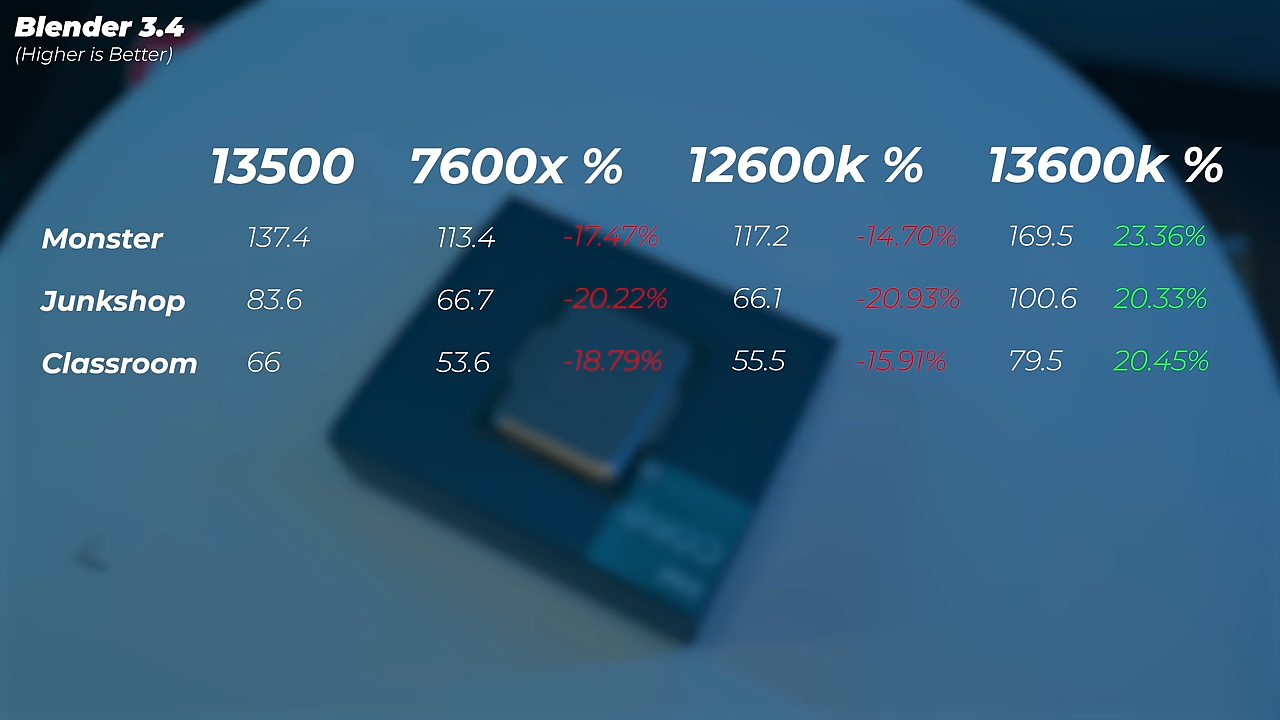 Blender 3.4
(Higher is Better)
13500 7600x % 12600k % 13600k %
Monster 137.4 113.4 -17.47% 117.2 -14.70% 169.5 23.36%
Junkshop 83.6 66.7 -20.22% 66.1 -20.93% 100.6 20.33%
Classroom 66 53.6 -18.79% 55.5 -15.91% 79.5 20.45%